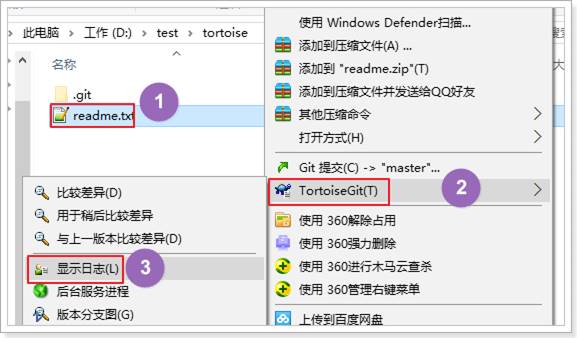 此电脑 > 工作 (D:) > test > tortoise
名称
.git
readme.txt
1
使用 Windows Defender扫描...
添加到压缩文件(A) ...
添加到 "readme.zip"(T)
添加到压缩文件并发送给QQ好友
其他压缩命令
打开方式(H)
Git 提交(C) -> "master"...
TortoiseGit(T)
2
使用 360解除占用
使用 360强力删除
使用 360进行木马云查杀
使用 360管理右键菜单
上传到百度网盘
比较差异(D)
用于稍后比较差异
与上一版本比较差异(D)
显示日志(L)
3
后台服务进程
版本分支图(G)
大